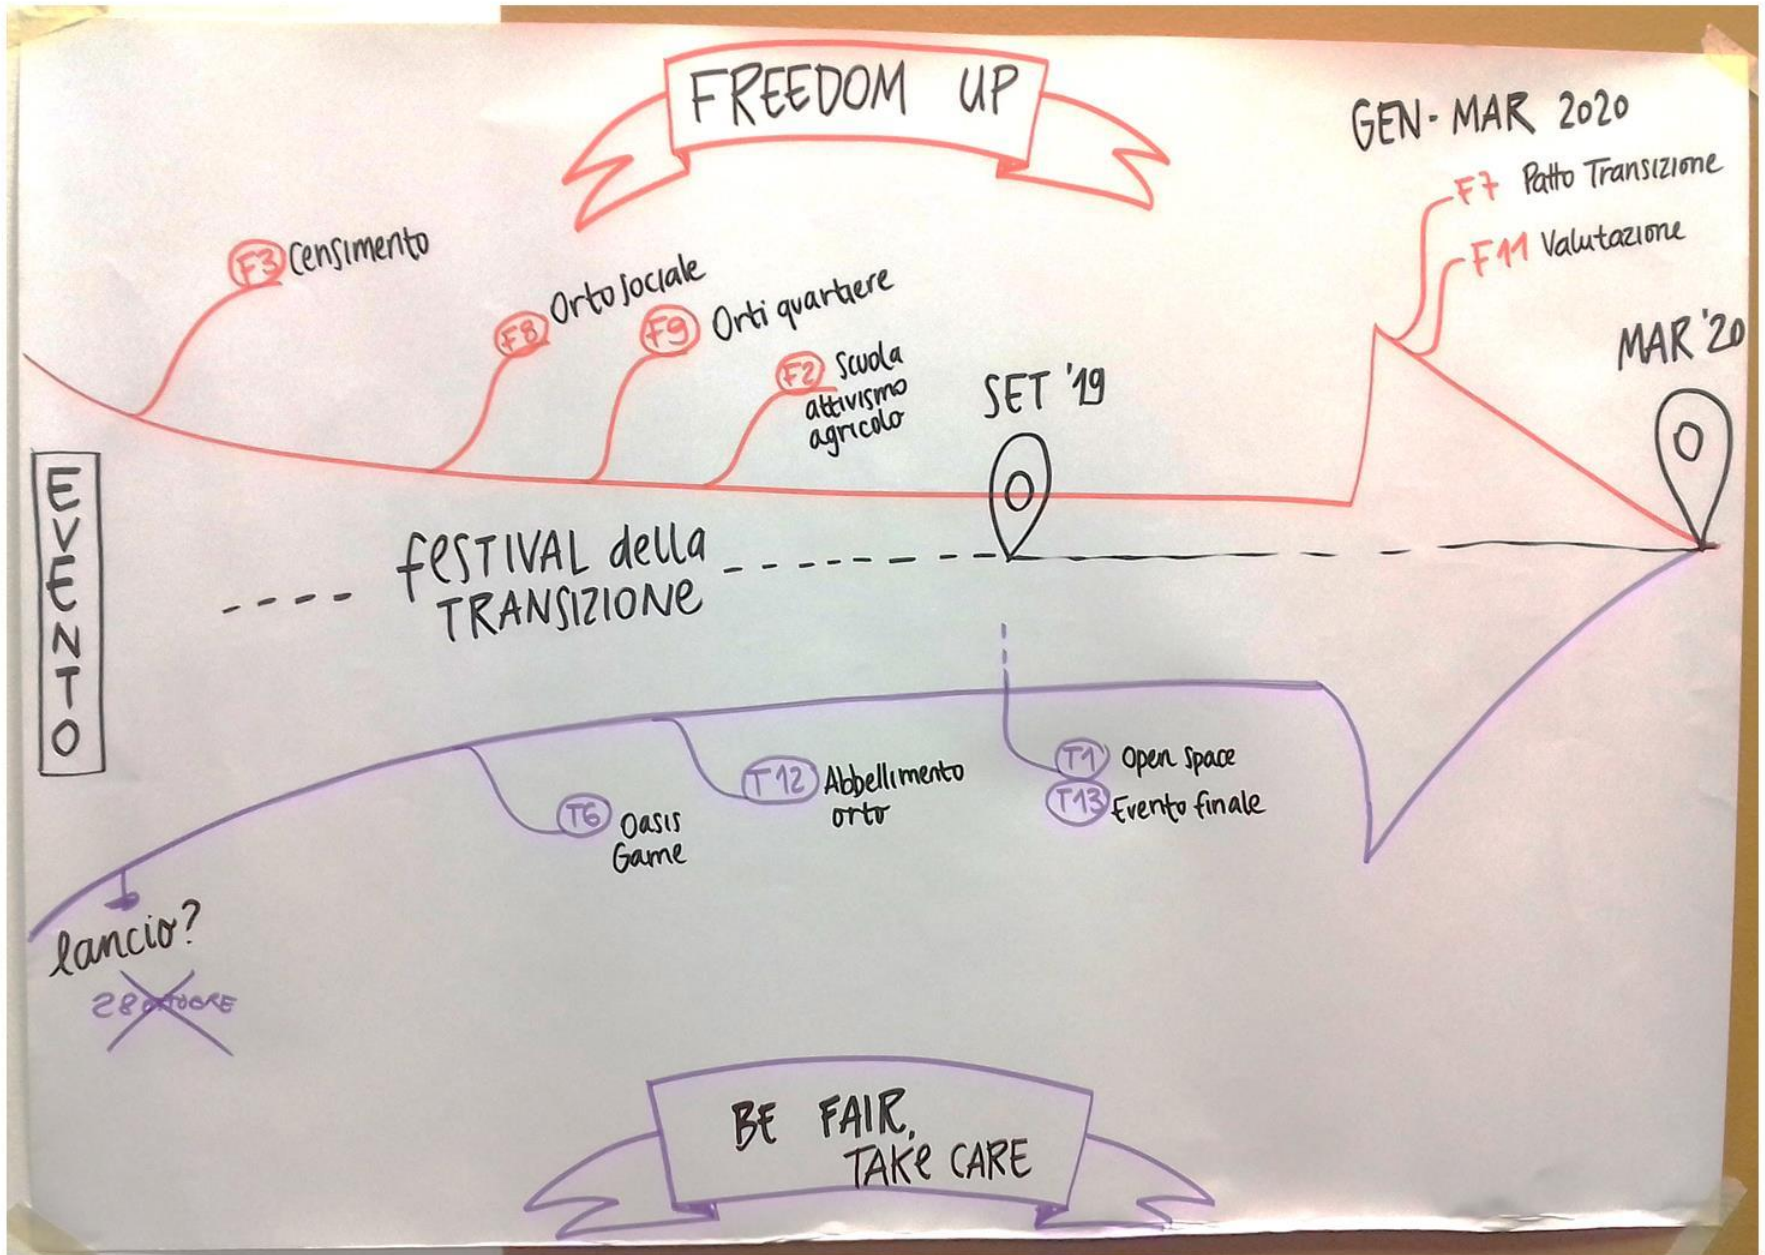 FREEDOM UP
GEN - MAR 2020
F7 Patto Transizione
F11 Valutazione
F3 Censimento
F8 Orto sociale
F9 Orti quartiere
F2 Scuola
attivismo
agricolo
SET '19
MAR '20
EVENTO
FESTIVAL della
TRANSIZIONE
T6 Oasis
Game
T12 Abbellimento
orto
T1 Open Space
T13 Evento finale
lancio?
28
BE FAIR,
TAKE CARE